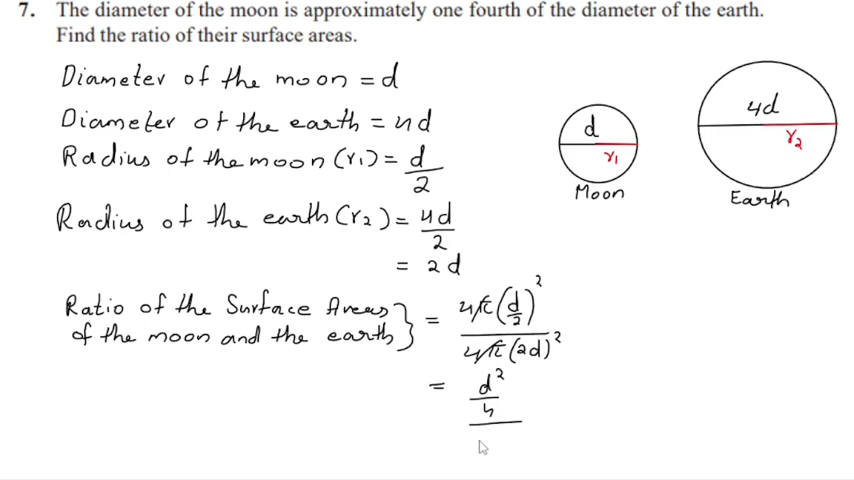 7. The diameter of the moon is approximately one fourth of the diameter of the earth.
Find the ratio of their surface areas.
Diameter of the moon = d
Diameter of the earth = 4d
Radius of the moon (r₁) = d/2
Radius of the earth (r₂) = 4d/2
= 2d
Ratio of the Surface Areas
of the moon and the earth } = 4π(d/2)² / 4π(2d)²
= d²/4
d
r₁
Moon
4d
r₂
Earth